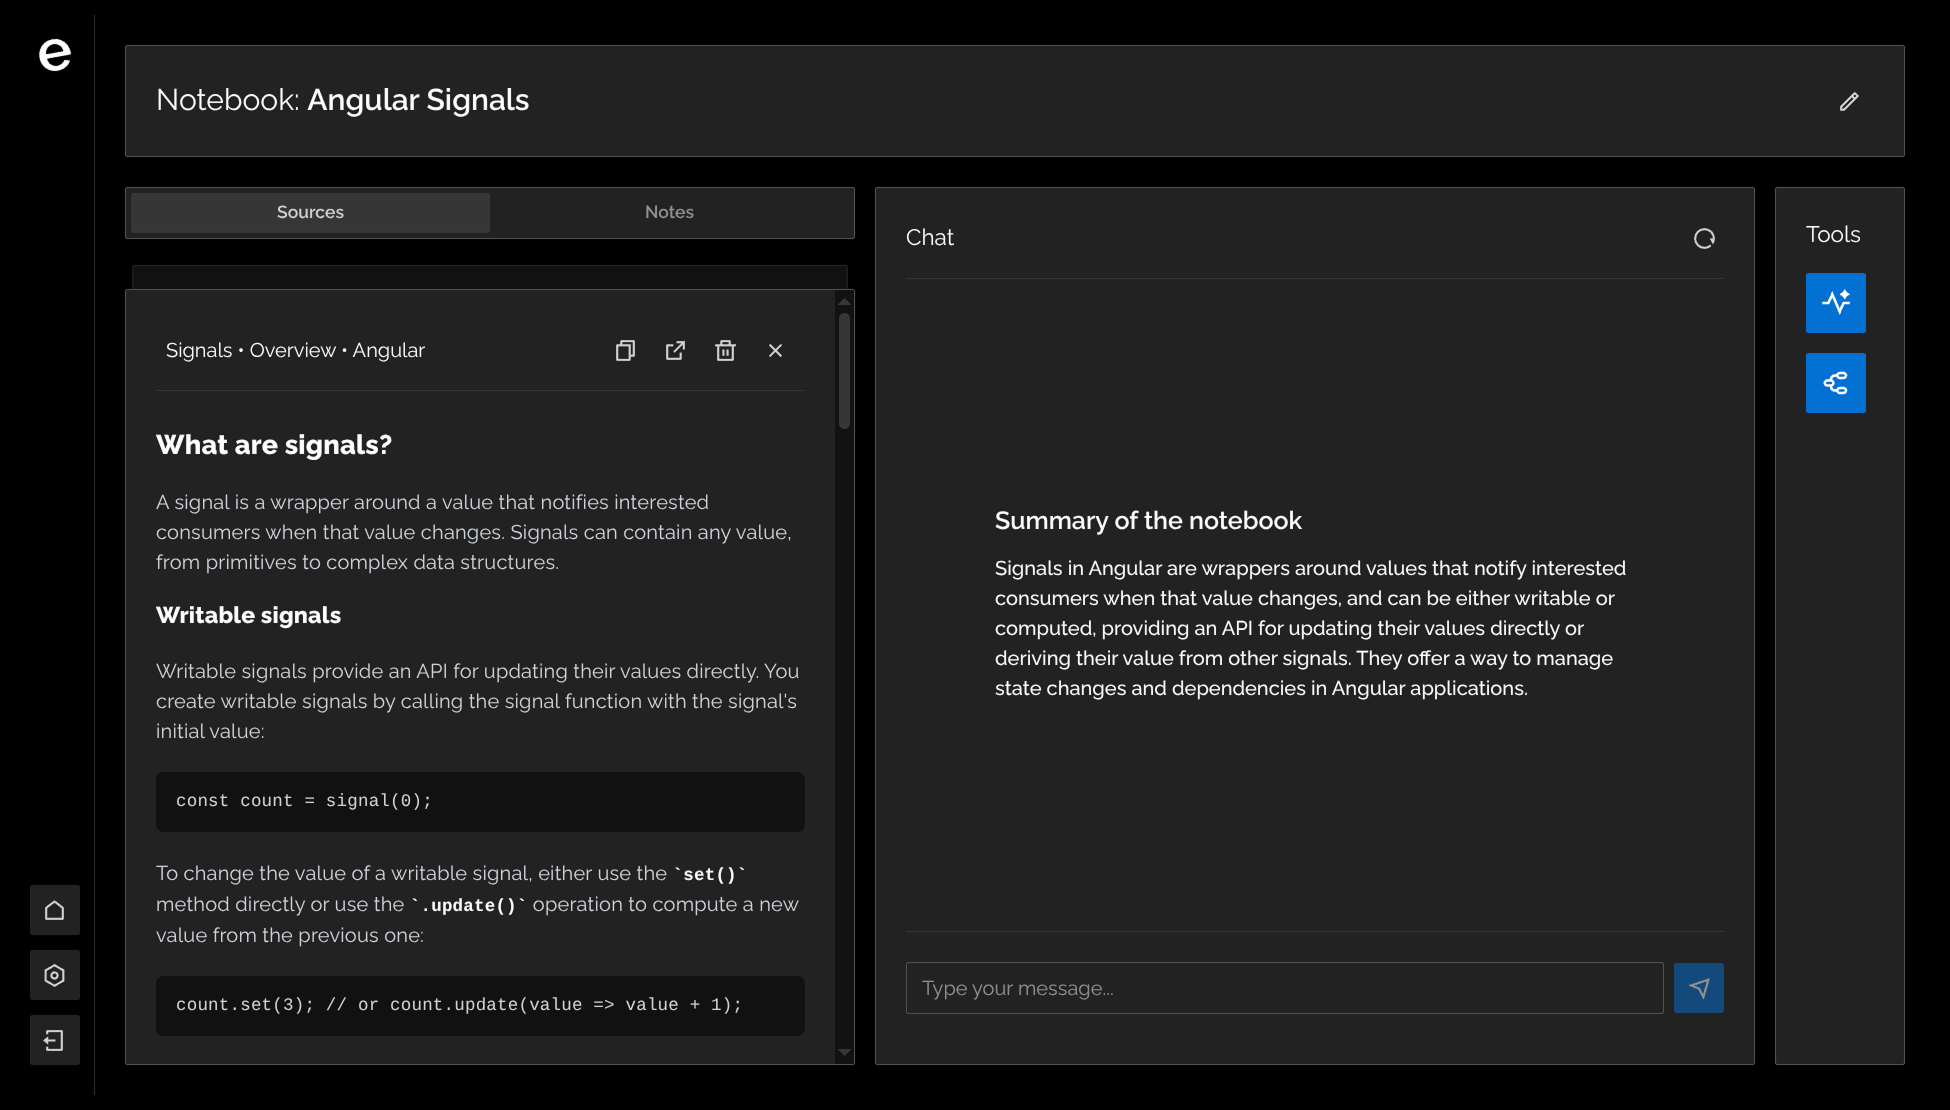 e
Notebook: Angular Signals
Sources
Notes
Signals • Overview • Angular
What are signals?
A signal is a wrapper around a value that notifies interested
consumers when that value changes. Signals can contain any value,
from primitives to complex data structures.
Writable signals
Writable signals provide an API for updating their values directly. You
create writable signals by calling the signal function with the signal's
initial value:
const count = signal(0);
To change the value of a writable signal, either use the `set()`
method directly or use the `.update()` operation to compute a new
value from the previous one:
count.set(3); // or count.update(value => value + 1);
Chat
Summary of the notebook
Signals in Angular are wrappers around values that notify interested
consumers when that value changes, and can be either writable or
computed, providing an API for updating their values directly or
deriving their value from other signals. They offer a way to manage
state changes and dependencies in Angular applications.
Type your message...
Tools